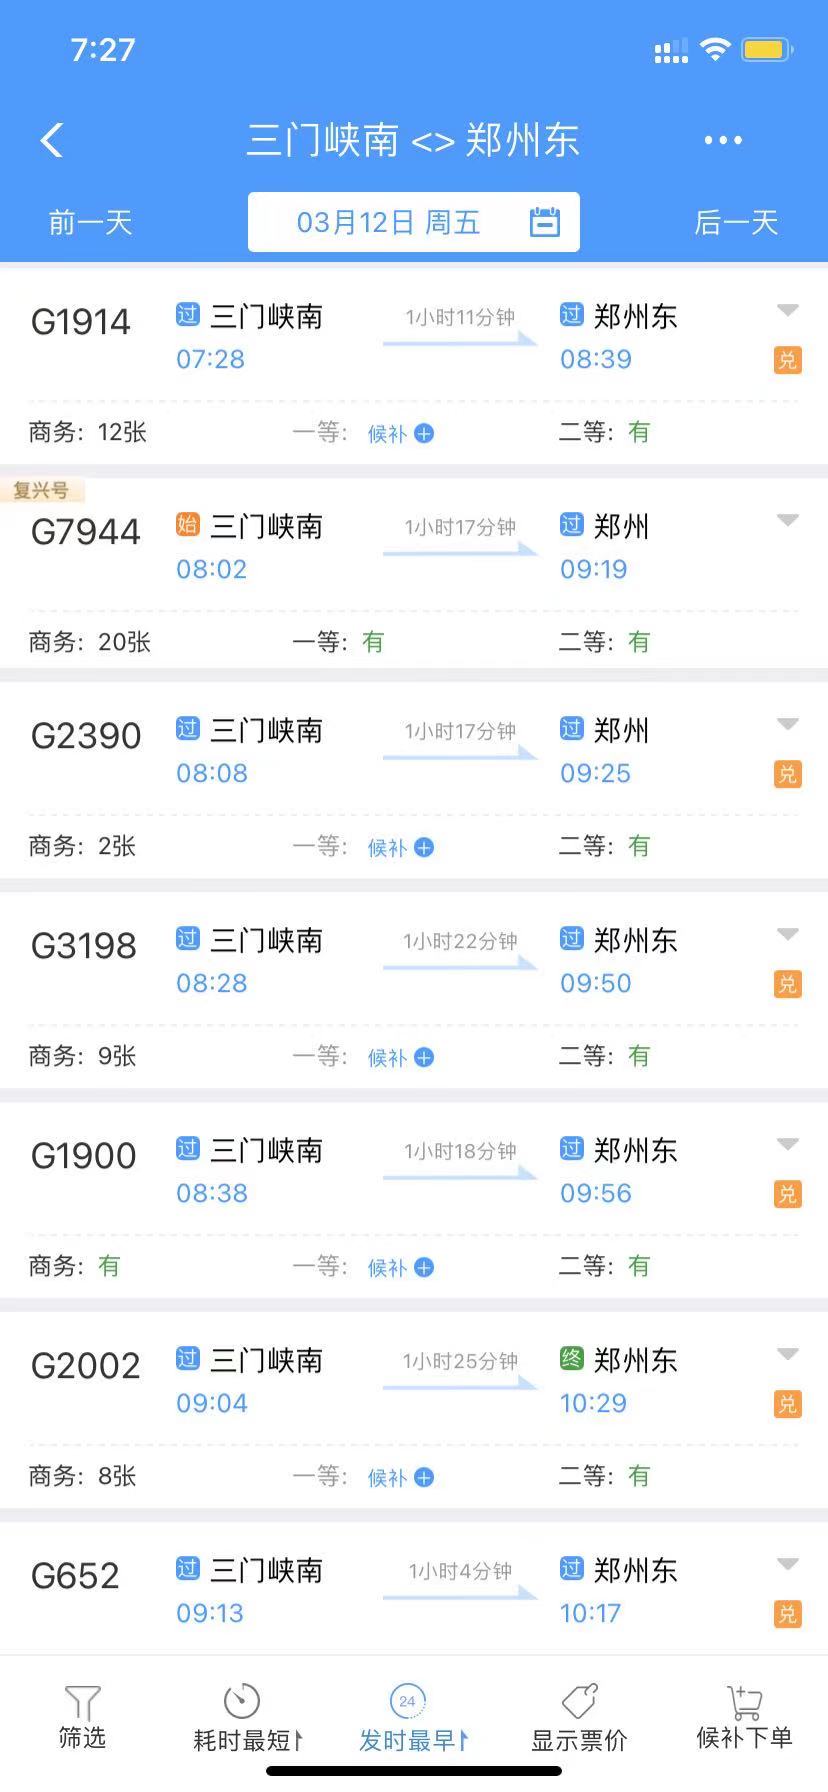 7:27
三门峡南 <> 郑州东
前一天 03月12日 周五 后一天
G1914 过 三门峡南 1小时11分钟 过 郑州东
07:28 08:39 兑
商务: 12张 一等: 候补 二等: 有
复兴号
G7944 始 三门峡南 1小时17分钟 过 郑州
08:02 09:19
商务: 20张 一等: 有 二等: 有
G2390 过 三门峡南 1小时17分钟 过 郑州
08:08 09:25 兑
商务: 2张 一等: 候补 二等: 有
G3198 过 三门峡南 1小时22分钟 过 郑州东
08:28 09:50 兑
商务: 9张 一等: 候补 二等: 有
G1900 过 三门峡南 1小时18分钟 过 郑州东
08:38 09:56 兑
商务: 有 一等: 候补 二等: 有
G2002 过 三门峡南 1小时25分钟 终 郑州东
09:04 10:29 兑
商务: 8张 一等: 候补 二等: 有
G652 过 三门峡南 1小时4分钟 过 郑州东
09:13 10:17 兑
24
筛选 耗时最短 发时最早 显示票价 候补下单